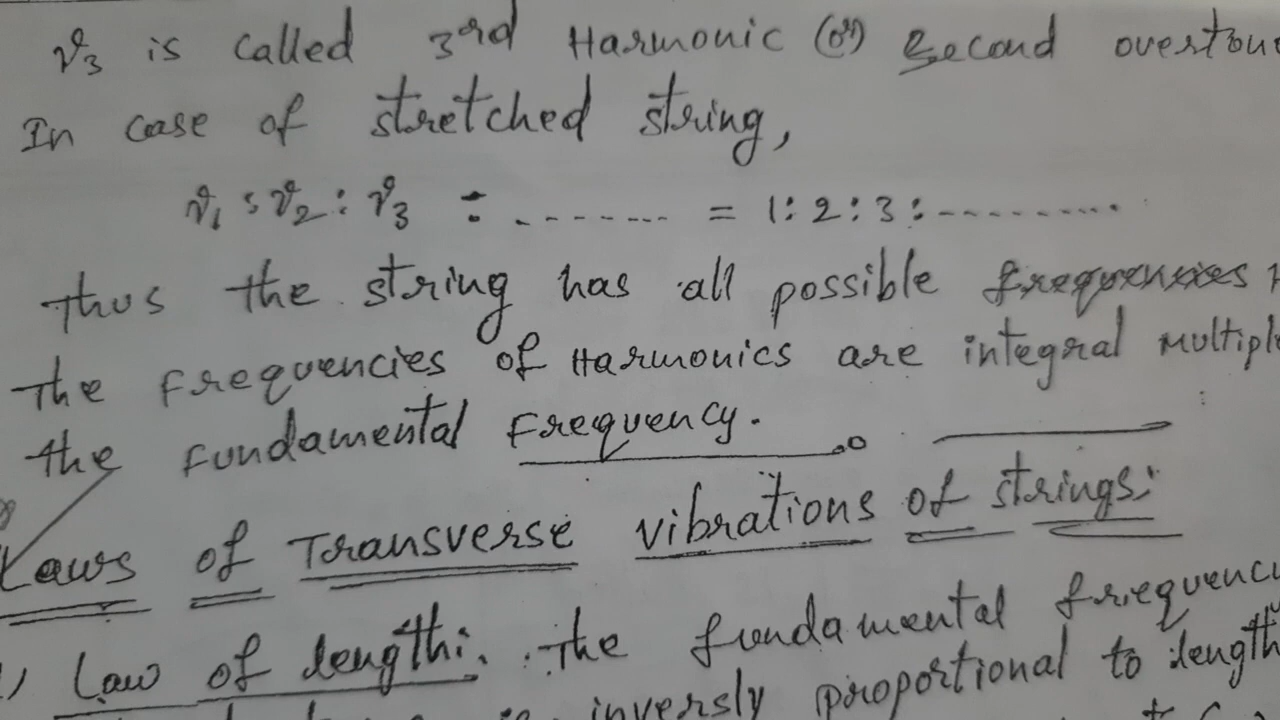 ν₃ is called 3rd Harmonic (or) Second overtone
In case of stretched string,
ν₁ : ν₂ : ν₃ : - - - - - - - = 1 : 2 : 3 : - - - - - - - - - -
Thus the string has all possible frequencies
The frequencies of Harmonics are integral Multiple
the fundamental frequency.
Laws of Transverse vibrations of strings:
1) Law of length: The fundamental frequency
is inversly proportional to length